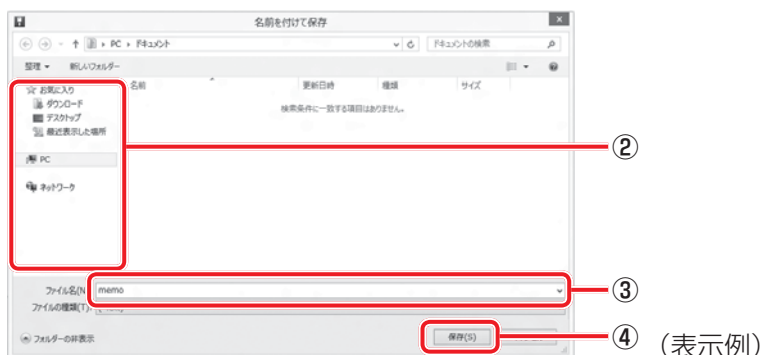 名前を付けて保存
PC ドキュメント ドキュメントの検索
整理 新しいフォルダー
名前 更新日時 種類 サイズ
お気に入り
検索条件に一致する項目はありません。
ダウンロード
デスクトップ
最近表示した場所
②
PC
ネットワーク
ファイル名(N memo
③
ファイルの種類(T):
フォルダーの非表示 保存(S)
④ (表示例)